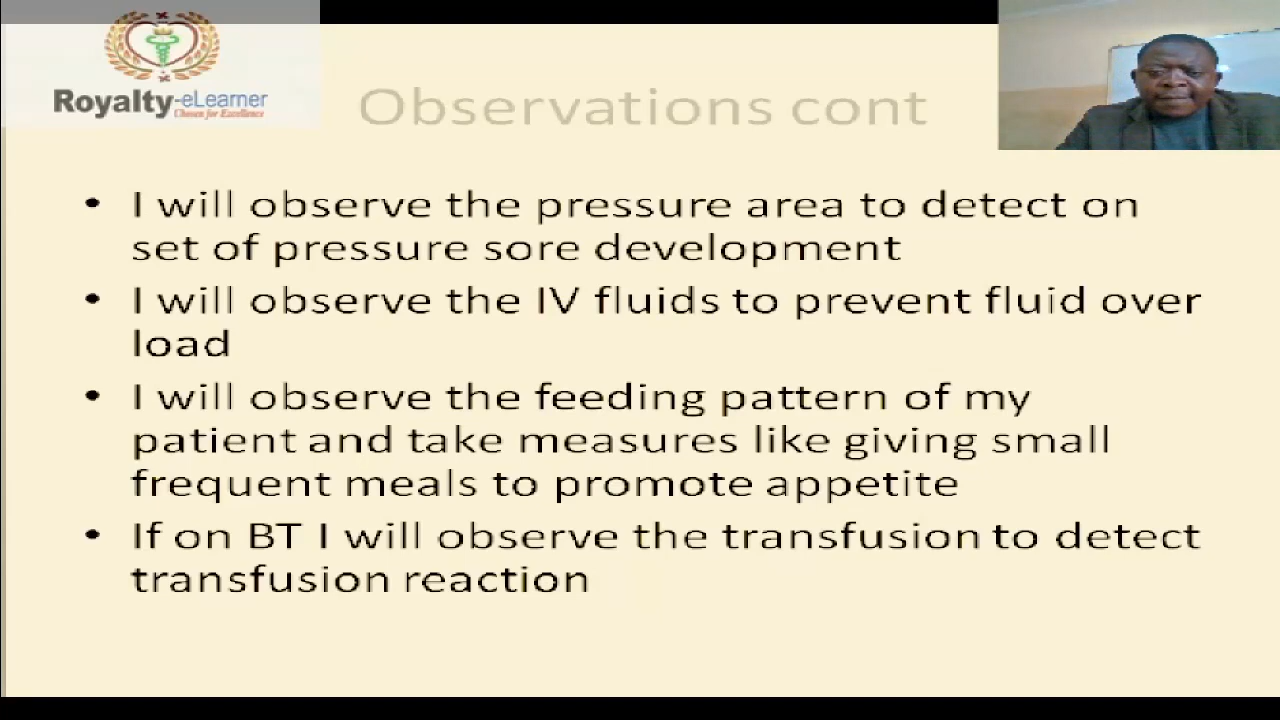 Royalty-eLearner
Chosen for Excellence
Observations cont
• I will observe the pressure area to detect on
set of pressure sore development
• I will observe the IV fluids to prevent fluid over
load
• I will observe the feeding pattern of my
patient and take measures like giving small
frequent meals to promote appetite
• If on BT I will observe the transfusion to detect
transfusion reaction